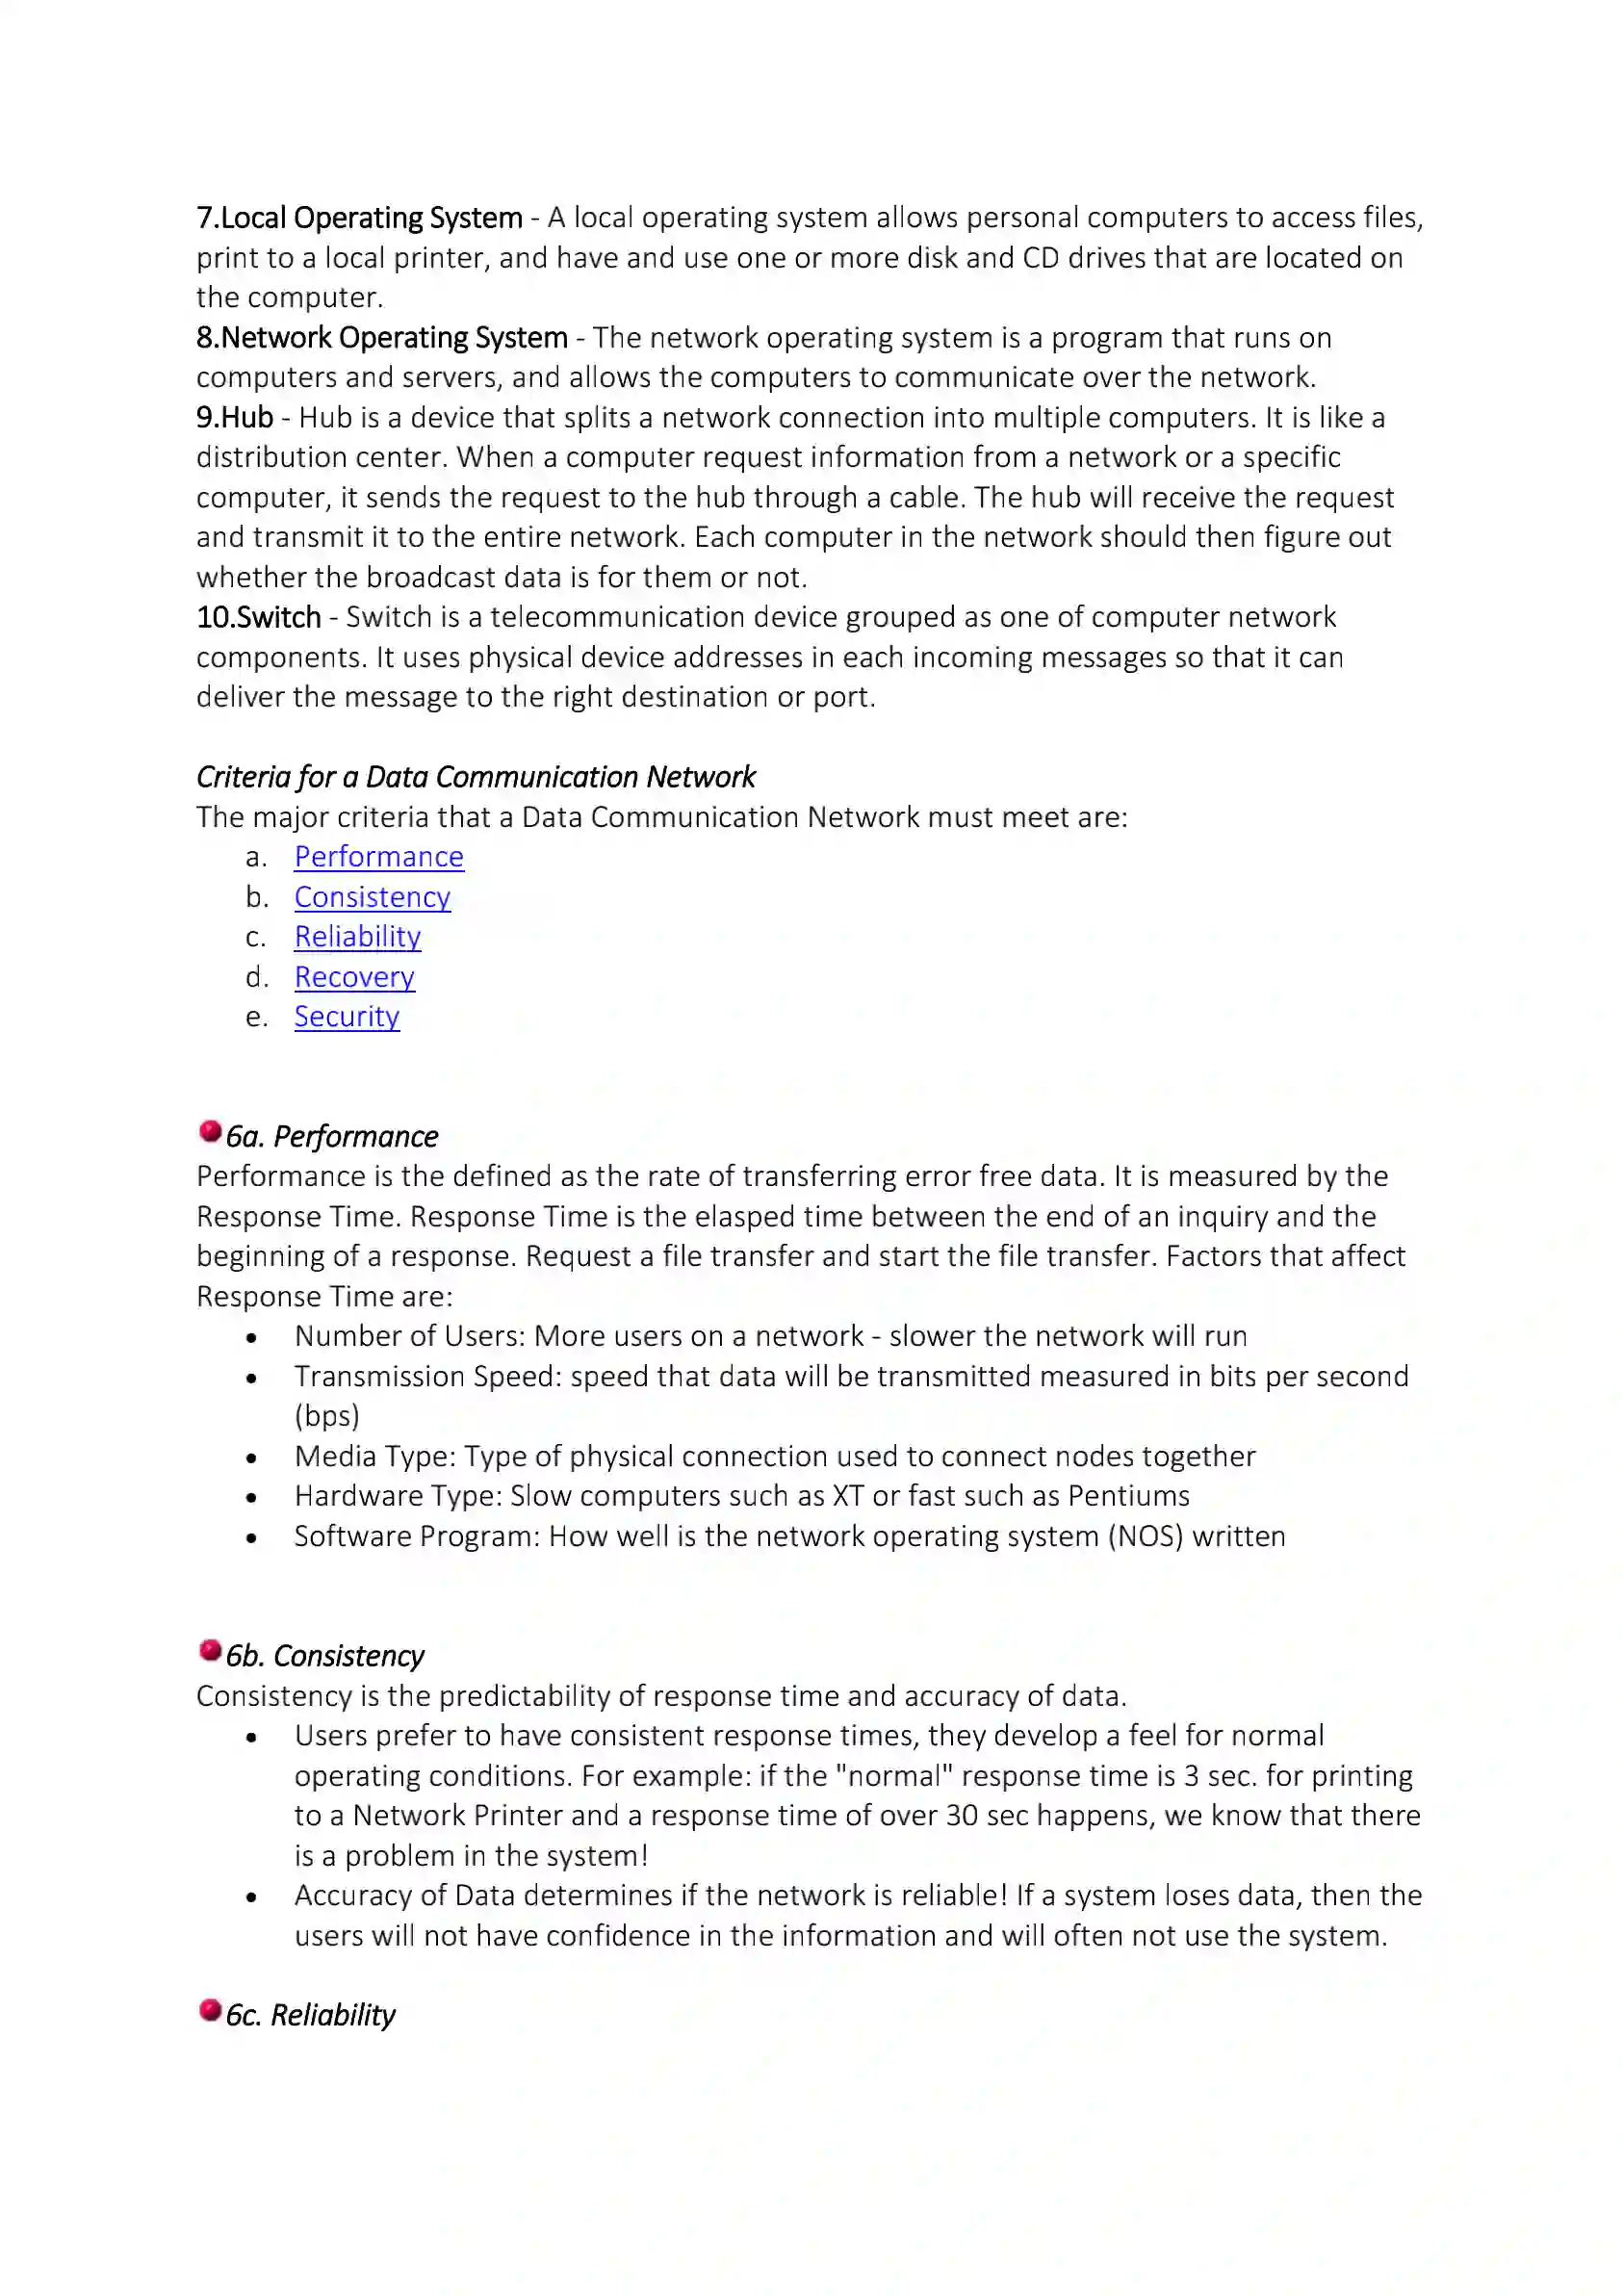 7.Local Operating System - A local operating system allows personal computers to access files,
print to a local printer, and have and use one or more disk and CD drives that are located on
the computer.
8.Network Operating System - The network operating system is a program that runs on
computers and servers, and allows the computers to communicate over the network.
9.Hub - Hub is a device that splits a network connection into multiple computers. It is like a
distribution center. When a computer request information from a network or a specific
computer, it sends the request to the hub through a cable. The hub will receive the request
and transmit it to the entire network. Each computer in the network should then figure out
whether the broadcast data is for them or not.
10.Switch - Switch is a telecommunication device grouped as one of computer network
components. It uses physical device addresses in each incoming messages so that it can
deliver the message to the right destination or port.
Criteria for a Data Communication Network
The major criteria that a Data Communication Network must meet are:
a. Performance
b. Consistency
c. Reliability
d. Recovery
e. Security
6a. Performance
Performance is the defined as the rate of transferring error free data. It is measured by the
Response Time. Response Time is the elasped time between the end of an inquiry and the
beginning of a response. Request a file transfer and start the file transfer. Factors that affect
Response Time are:
• Number of Users: More users on a network - slower the network will run
• Transmission Speed: speed that data will be transmitted measured in bits per second
(bps)
• Media Type: Type of physical connection used to connect nodes together
• Hardware Type: Slow computers such as XT or fast such as Pentiums
• Software Program: How well is the network operating system (NOS) written
6b. Consistency
Consistency is the predictability of response time and accuracy of data.
• Users prefer to have consistent response times, they develop a feel for normal
operating conditions. For example: if the "normal" response time is 3 sec. for printing
to a Network Printer and a response time of over 30 sec happens, we know that there
is a problem in the system!
• Accuracy of Data determines if the network is reliable! If a system loses data, then the
users will not have confidence in the information and will often not use the system.
6c. Reliability